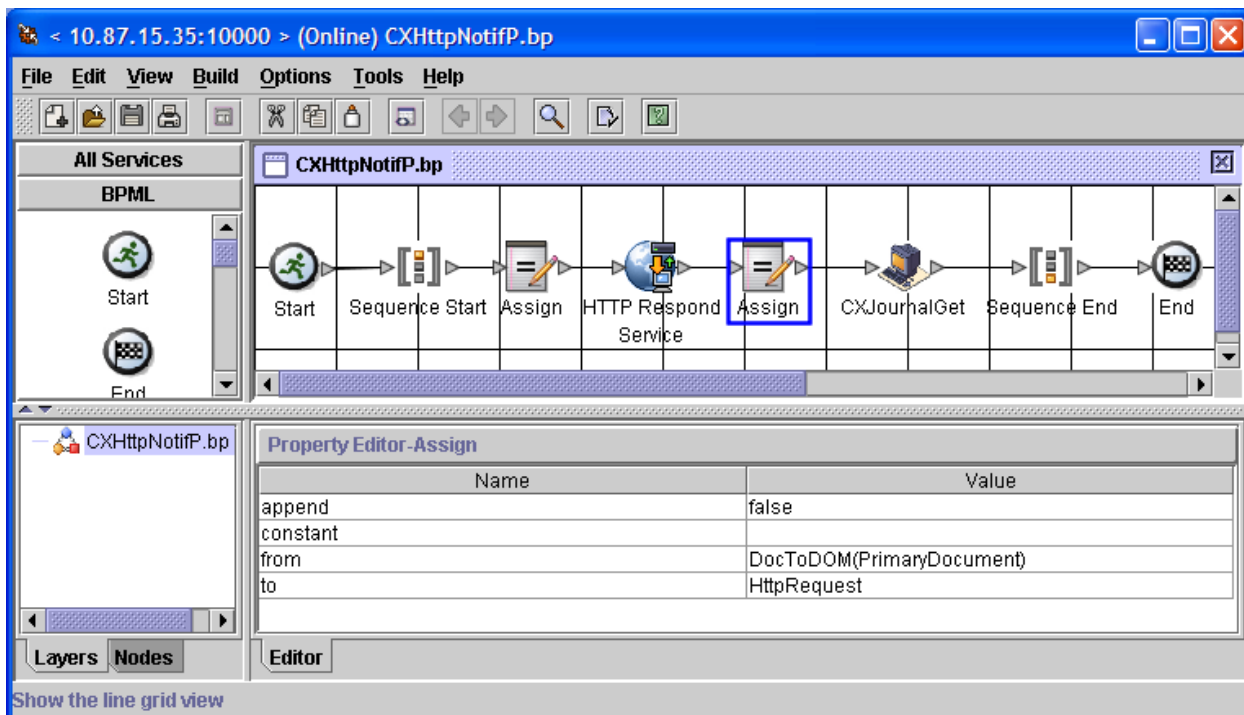 < 10.87.15.35:10000 > (Online) CXHttpNotifP.bp
File Edit View Build Options Tools Help
All Services
BPML
Start
End
CXHttpNotifP.bp
Start Sequence Start Assign HTTP Respond Service Assign CXJournalGet Sequence End End
CXHttpNotifP.bp
Layers Nodes
Property Editor-Assign
Name Value
append false
constant
from DocToDOM(PrimaryDocument)
to HttpRequest
Editor
Show the line grid view